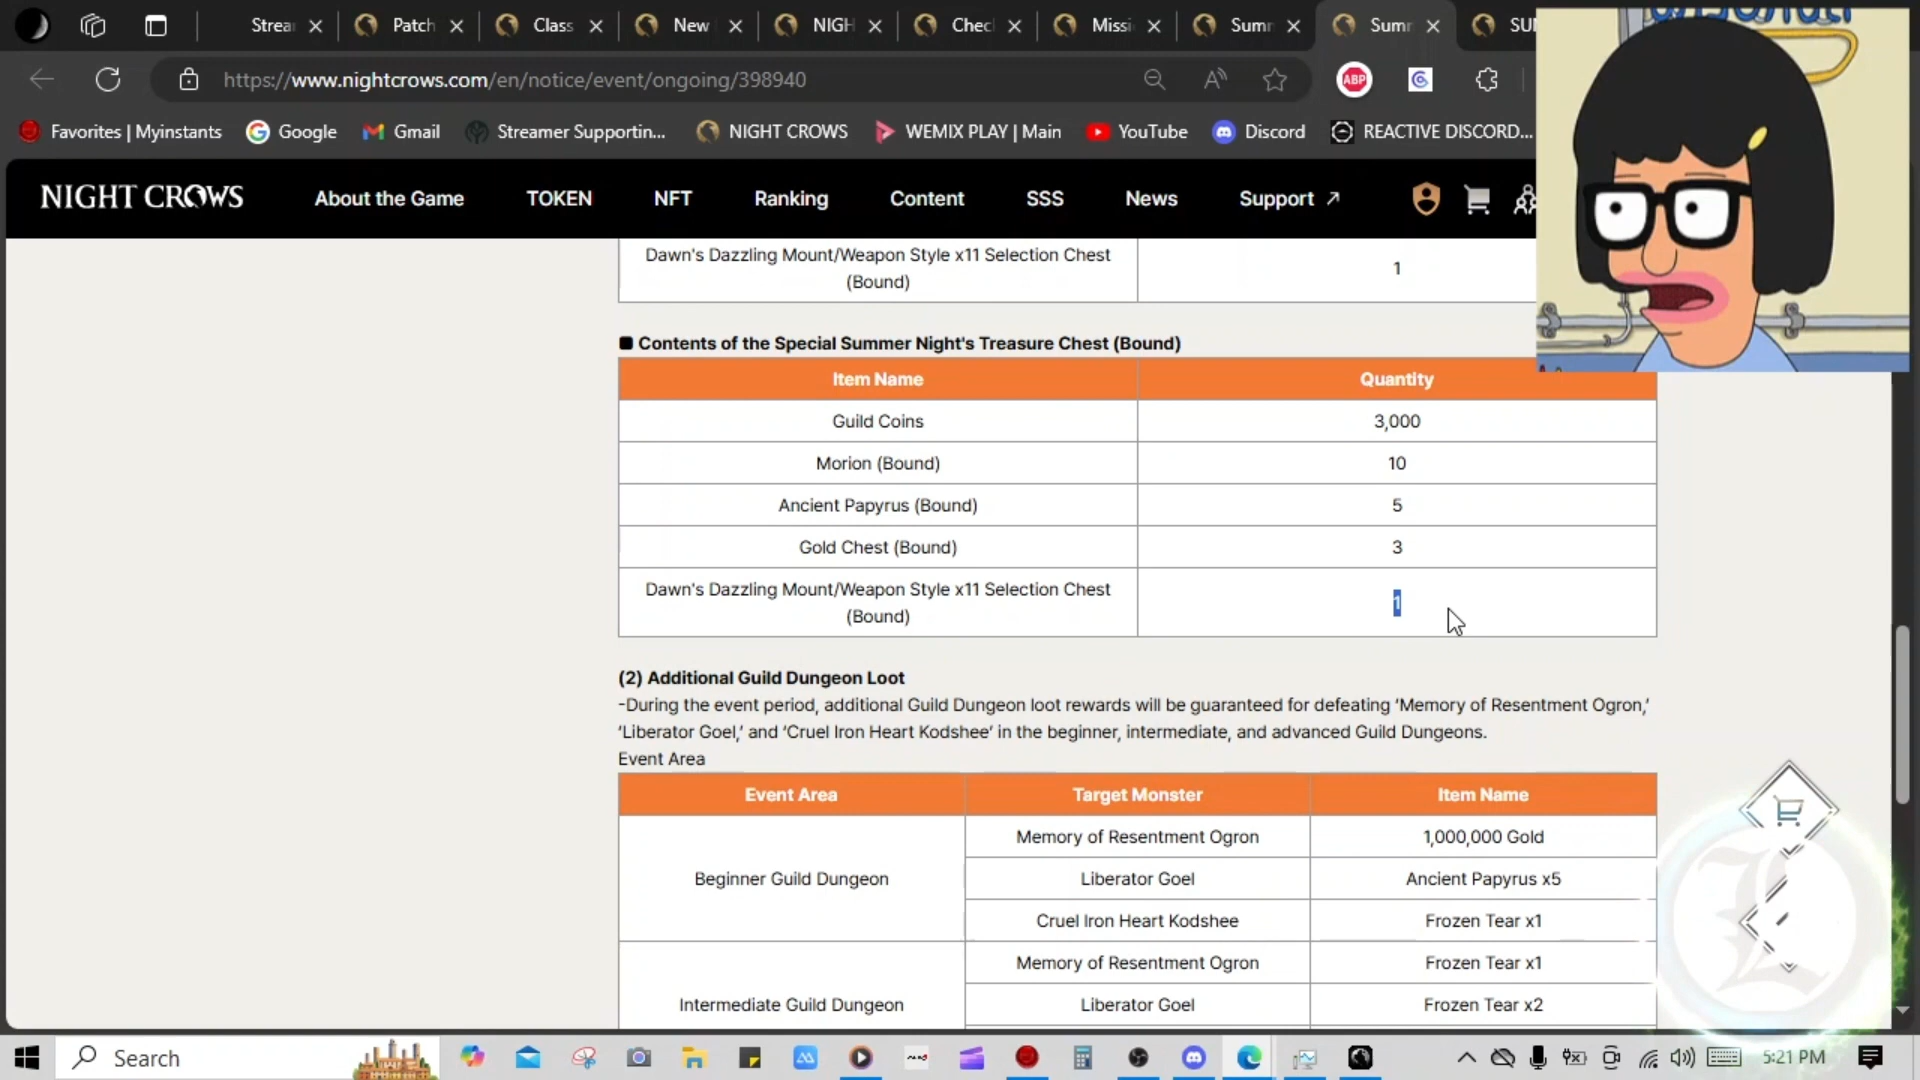 Strea
Patch
Class
New
NIGH
Chec
Missi
Summ
Summ
SU
https://www.nightcrows.com/en/notice/event/ongoing/398940
ABP
Favorites | Myinstants
Google
Gmail
Streamer Supportin...
NIGHT CROWS
WEMIX PLAY | Main
YouTube
Discord
REACTIVE DISCORD...
NIGHT CROWS
About the Game
TOKEN
NFT
Ranking
Content
SSS
News
Support ↗
Dawn's Dazzling Mount/Weapon Style x11 Selection Chest
(Bound)
1
■ Contents of the Special Summer Night's Treasure Chest (Bound)
Item Name
Quantity
Guild Coins
3,000
Morion (Bound)
10
Ancient Papyrus (Bound)
5
Gold Chest (Bound)
3
Dawn's Dazzling Mount/Weapon Style x11 Selection Chest
(Bound)
1
(2) Additional Guild Dungeon Loot
-During the event period, additional Guild Dungeon loot rewards will be guaranteed for defeating ‘Memory of Resentment Ogron,’
‘Liberator Goel,’ and ‘Cruel Iron Heart Kodshee’ in the beginner, intermediate, and advanced Guild Dungeons.
Event Area
Event Area
Target Monster
Item Name
Beginner Guild Dungeon
Memory of Resentment Ogron
1,000,000 Gold
Liberator Goel
Ancient Papyrus x5
Cruel Iron Heart Kodshee
Frozen Tear x1
Intermediate Guild Dungeon
Memory of Resentment Ogron
Frozen Tear x1
Liberator Goel
Frozen Tear x2
Search
5:21 PM